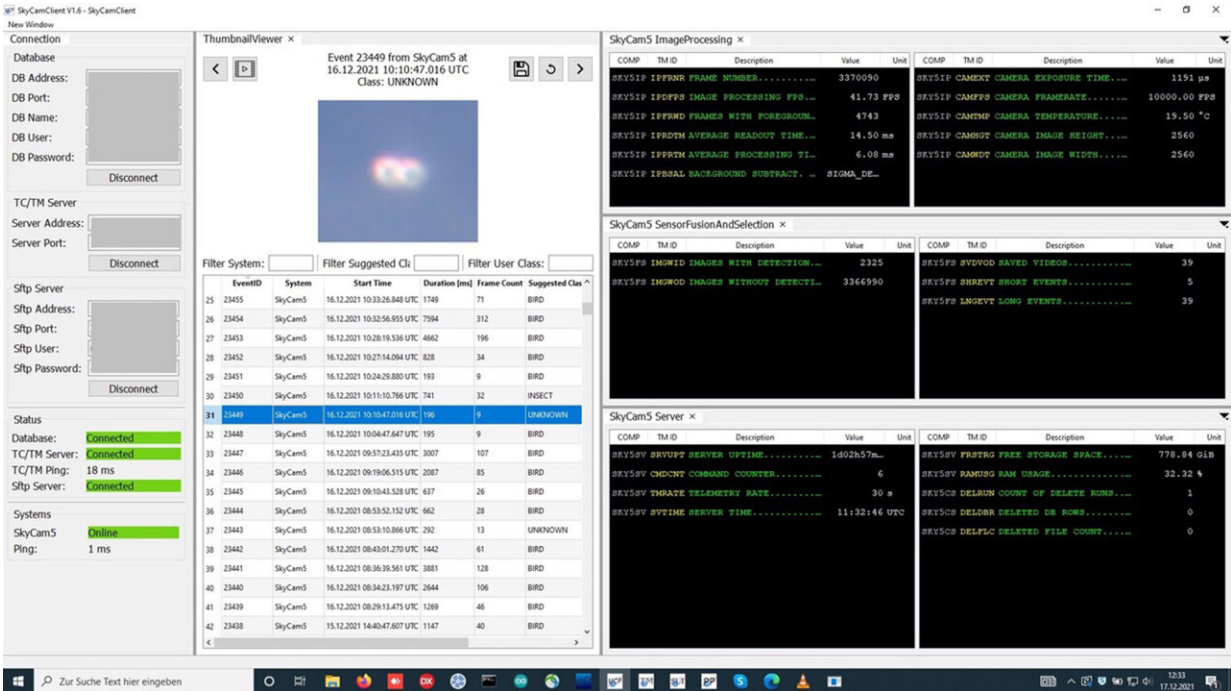 SkyCamClient V1.6 - SkyCamClient
New Window
Connection
Database
DB Address:
DB Port:
DB Name:
DB User:
DB Password:
Disconnect
TC/TM Server
Server Address:
Server Port:
Disconnect
Sftp Server
Sftp Address:
Sftp Port:
Sftp User:
Sftp Password:
Disconnect
Status
Database: Connected
TC/TM Server: Connected
TC/TM Ping: 18 ms
Sftp Server: Connected
Systems
SkyCam5 Online
Ping: 1 ms
ThumbnailViewer ×
Event 23449 from SkyCam5 at
16.12.2021 10:10:47.016 UTC
Class: UNKNOWN
Filter System: Filter Suggested Cl Filter User Class:
EventID System Start Time Duration [ms] Frame Count Suggested Clas
25 23455 SkyCam5 16.12.2021 10:33:26.848 UTC 1749 71 BIRD
26 23454 SkyCam5 16.12.2021 10:32:56.955 UTC 7594 312 BIRD
27 23453 SkyCam5 16.12.2021 10:28:19.536 UTC 4662 196 BIRD
28 23452 SkyCam5 16.12.2021 10:27:14.094 UTC 828 34 BIRD
29 23451 SkyCam5 16.12.2021 10:24:29.880 UTC 193 9 BIRD
30 23450 SkyCam5 16.12.2021 10:11:10.766 UTC 741 32 INSECT
31 23449 SkyCam5 16.12.2021 10:10:47.016 UTC 196 9 UNKNOWN
32 23448 SkyCam5 16.12.2021 10:04:47.647 UTC 195 9 BIRD
33 23447 SkyCam5 16.12.2021 09:57:23.435 UTC 3007 107 BIRD
34 23446 SkyCam5 16.12.2021 09:19:06.515 UTC 2087 85 BIRD
35 23445 SkyCam5 16.12.2021 09:10:43.528 UTC 637 26 BIRD
36 23444 SkyCam5 16.12.2021 08:53:52.152 UTC 662 28 BIRD
37 23443 SkyCam5 16.12.2021 08:53:10.866 UTC 292 13 UNKNOWN
38 23442 SkyCam5 16.12.2021 08:43:01.270 UTC 1442 61 BIRD
39 23441 SkyCam5 16.12.2021 08:36:39.561 UTC 3881 128 BIRD
40 23440 SkyCam5 16.12.2021 08:34:23.197 UTC 2644 106 BIRD
41 23439 SkyCam5 16.12.2021 08:29:13.475 UTC 1269 46 BIRD
42 23438 SkyCam5 15.12.2021 14:40:47.607 UTC 1147 40 BIRD
SkyCam5 ImageProcessing ×
COMP TM ID Description Value Unit
SKY5IP IPFRNR FRAME NUMBER.......... 3370090
SKY5IP IPDFPS IMAGE PROCESSING FPS... 41.73 FPS
SKY5IP IPFRWD FRAMES WITH FOREGROUN... 4743
SKY5IP IPRDTM AVERAGE READOUT TIME... 14.50 ms
SKY5IP IPPRTM AVERAGE PROCESSING TI... 6.08 ms
SKY5IP IPBSAL BACKGROUND SUBTRACT. ... SIGMA_DE...
COMP TM ID Description Value Unit
SKY5IP CAMEXT CAMERA EXPOSURE TIME... 1191 µs
SKY5IP CAMFPS CAMERA FRAMERATE....... 10000.00 FPS
SKY5IP CAMTMP CAMERA TEMPERATURE..... 19.50 °C
SKY5IP CAMHGT CAMERA IMAGE HEIGHT.... 2560
SKY5IP CAMWDT CAMERA IMAGE WIDTH..... 2560
SkyCam5 SensorFusionAndSelection ×
COMP TM ID Description Value Unit
SKY5FS IMGWID IMAGES WITH DETECTION... 2325
SKY5FS IMGWOD IMAGES WITHOUT DETECTI... 3366990
COMP TM ID Description Value Unit
SKY5FS SVDVOD SAVED VIDEOS........... 39
SKY5FS SHREVT SHORT EVENTS........... 5
SKY5FS LNGEVT LONG EVENTS............ 39
SkyCam5 Server ×
COMP TM ID Description Value Unit
SKY5SV SRVUPT SERVER UPTIME.......... 1d02h57m...
SKY5SV CMDCNT COMMAND COUNTER........ 6
SKY5SV TMRATE TELEMETRY RATE......... 30 s
SKY5SV SVTIME SERVER TIME............ 11:32:46 UTC
COMP TM ID Description Value Unit
SKY5SV FRSTRG FREE STORAGE SPACE..... 778.84 GiB
SKY5SV RAMUSG RAM USAGE.............. 32.32 %
SKY5CS DELRUN COUNT OF DELETE RUNS... 1
SKY5CS DELDBR DELETED DB ROWS........ 0
SKY5CS DELFLC DELETED FILE COUNT..... 0
Zur Suche Text hier eingeben
DX
12:33
17.12.2021